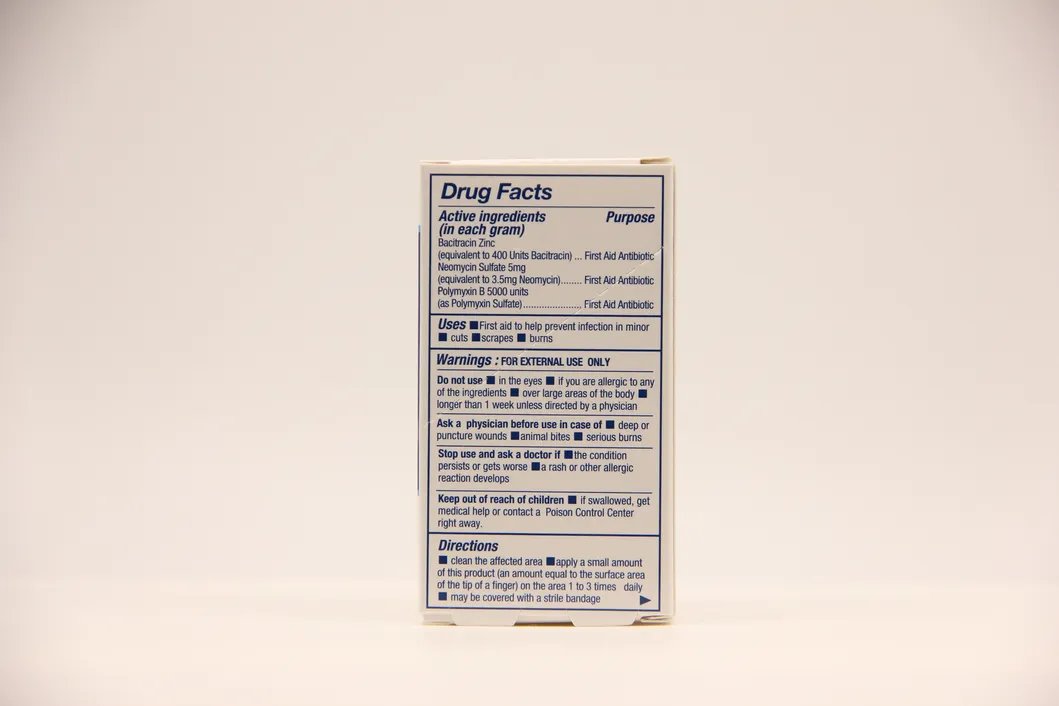 Drug Facts
Active ingredients Purpose
(in each gram)
Bacitracin Zinc
(equivalent to 400 Units Bacitracin) ... First Aid Antibiotic
Neomycin Sulfate 5mg
(equivalent to 3.5mg Neomycin)........ First Aid Antibiotic
Polymyxin B 5000 units
(as Polymyxin Sulfate)...................... First Aid Antibiotic
Uses ■ First aid to help prevent infection in minor
■ cuts ■ scrapes ■ burns
Warnings : FOR EXTERNAL USE ONLY
Do not use ■ in the eyes ■ if you are allergic to any
of the ingredients ■ over large areas of the body ■
longer than 1 week unless directed by a physician
Ask a physician before use in case of ■ deep or
puncture wounds ■ animal bites ■ serious burns
Stop use and ask a doctor if ■ the condition
persists or gets worse ■ a rash or other allergic
reaction develops
Keep out of reach of children ■ if swallowed, get
medical help or contact a Poison Control Center
right away.
Directions
■ clean the affected area ■ apply a small amount
of this product (an amount equal to the surface area
of the tip of a finger) on the area 1 to 3 times daily
■ may be covered with a strile bandage